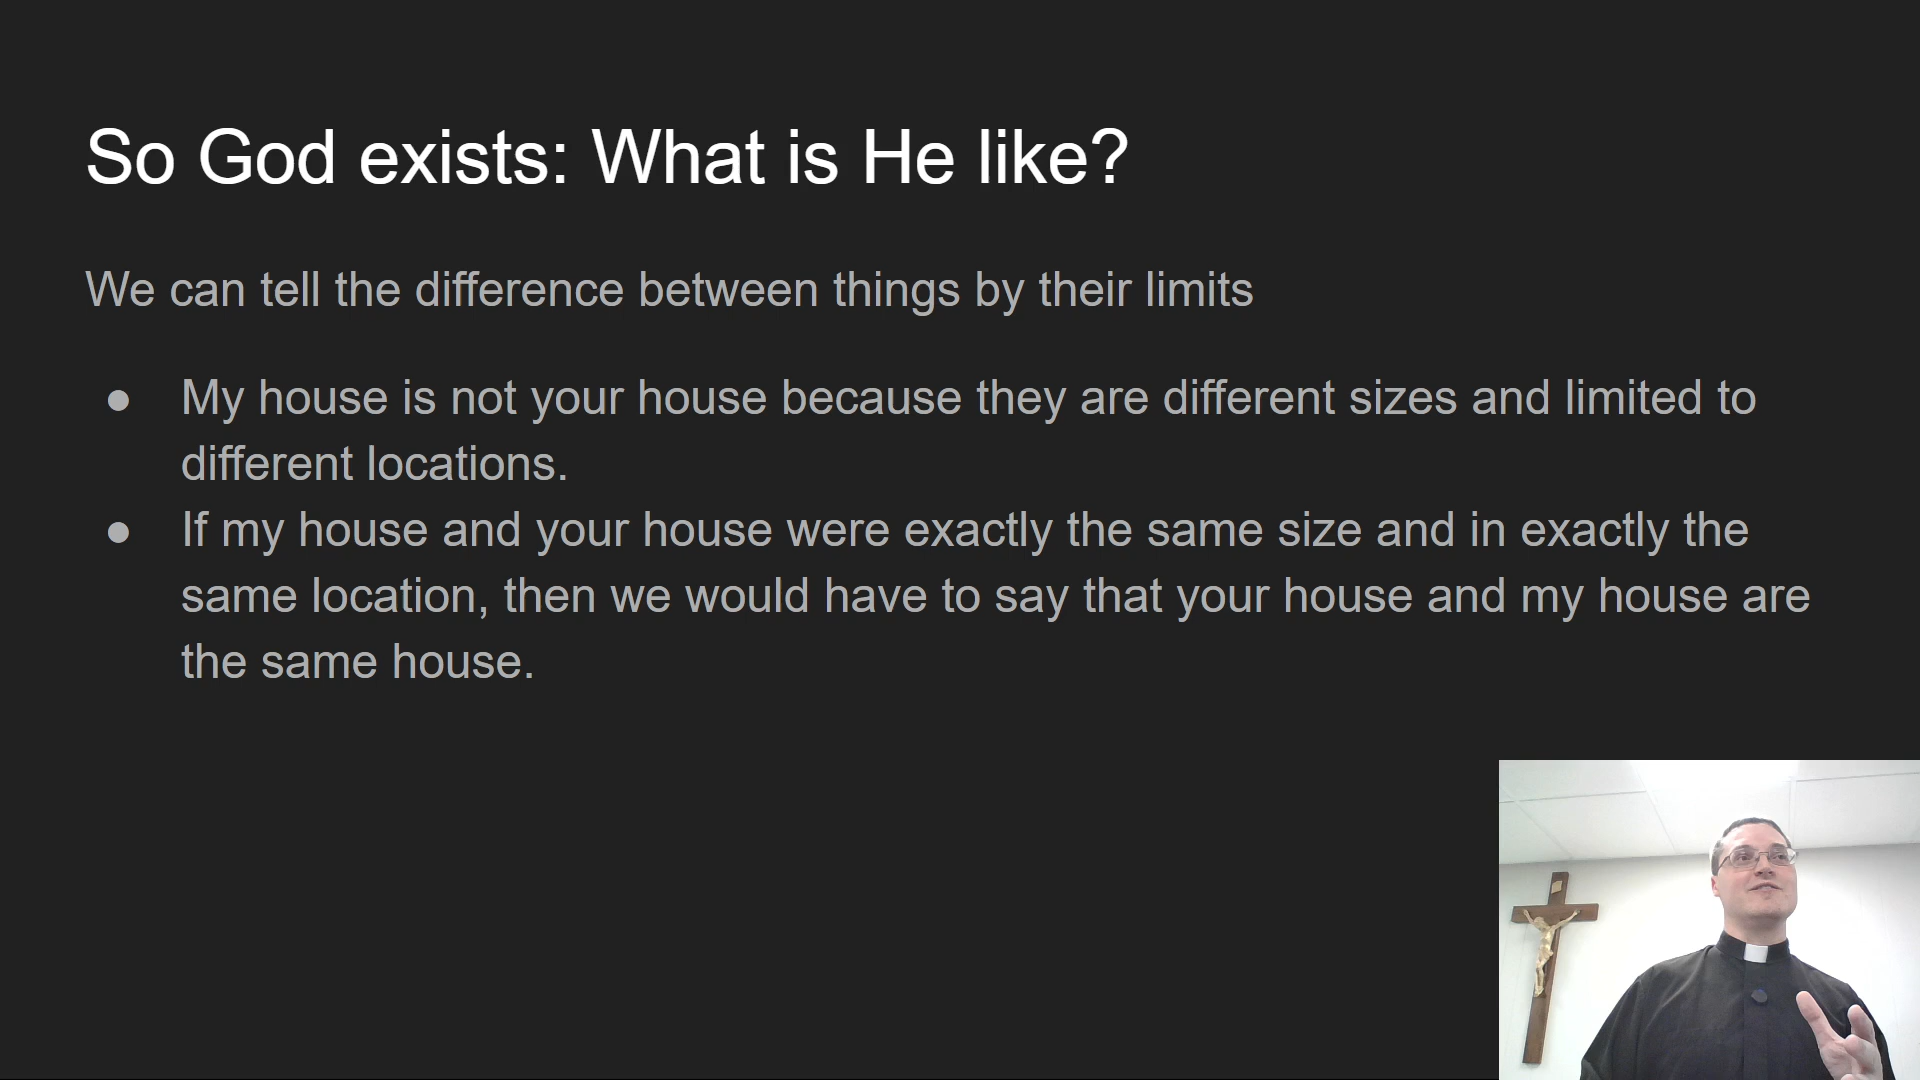 So God exists: What is He like?
We can tell the difference between things by their limits
● My house is not your house because they are different sizes and limited to
different locations.
● If my house and your house were exactly the same size and in exactly the
same location, then we would have to say that your house and my house are
the same house.